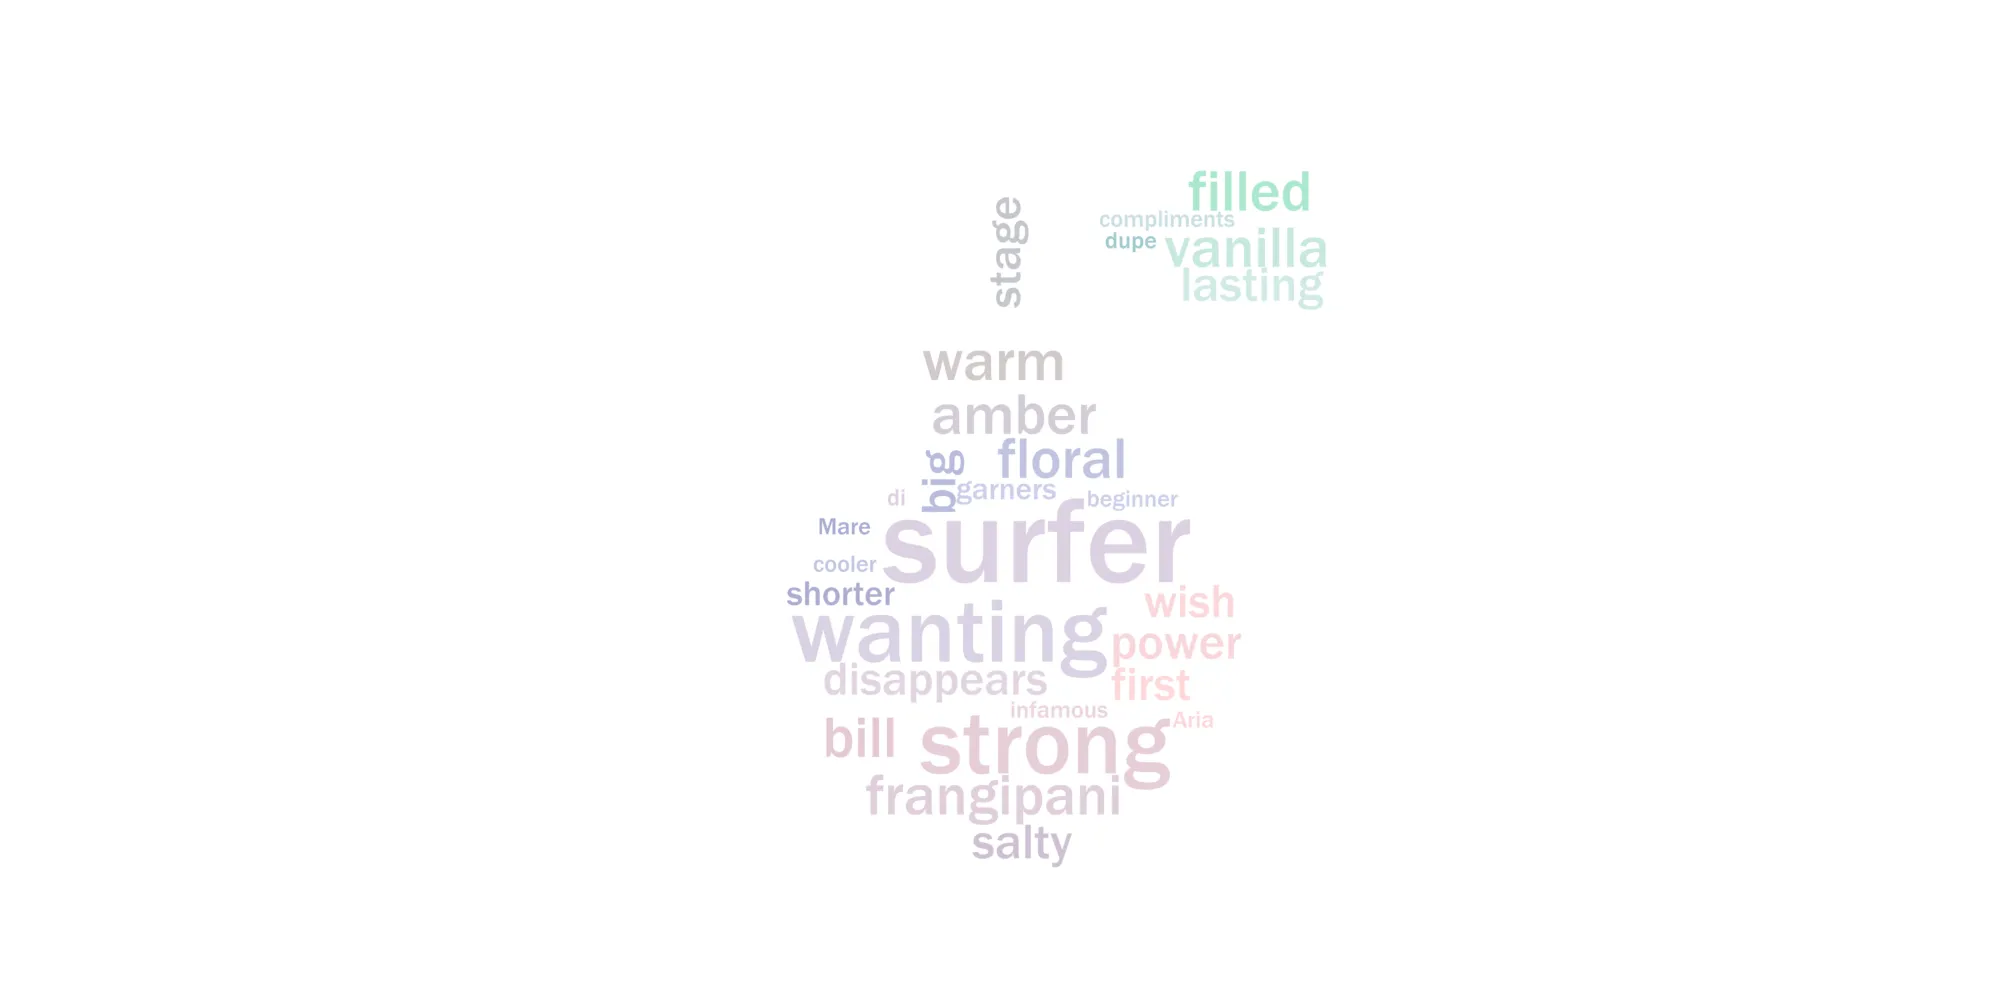 filled
compliments
dupe vanilla
lasting
stage
warm
amber
big floral
di garners beginner
Mare surfer
cooler
shorter wish
wanting power
disappears first
infamous Aria
bill strong
frangipani
salty